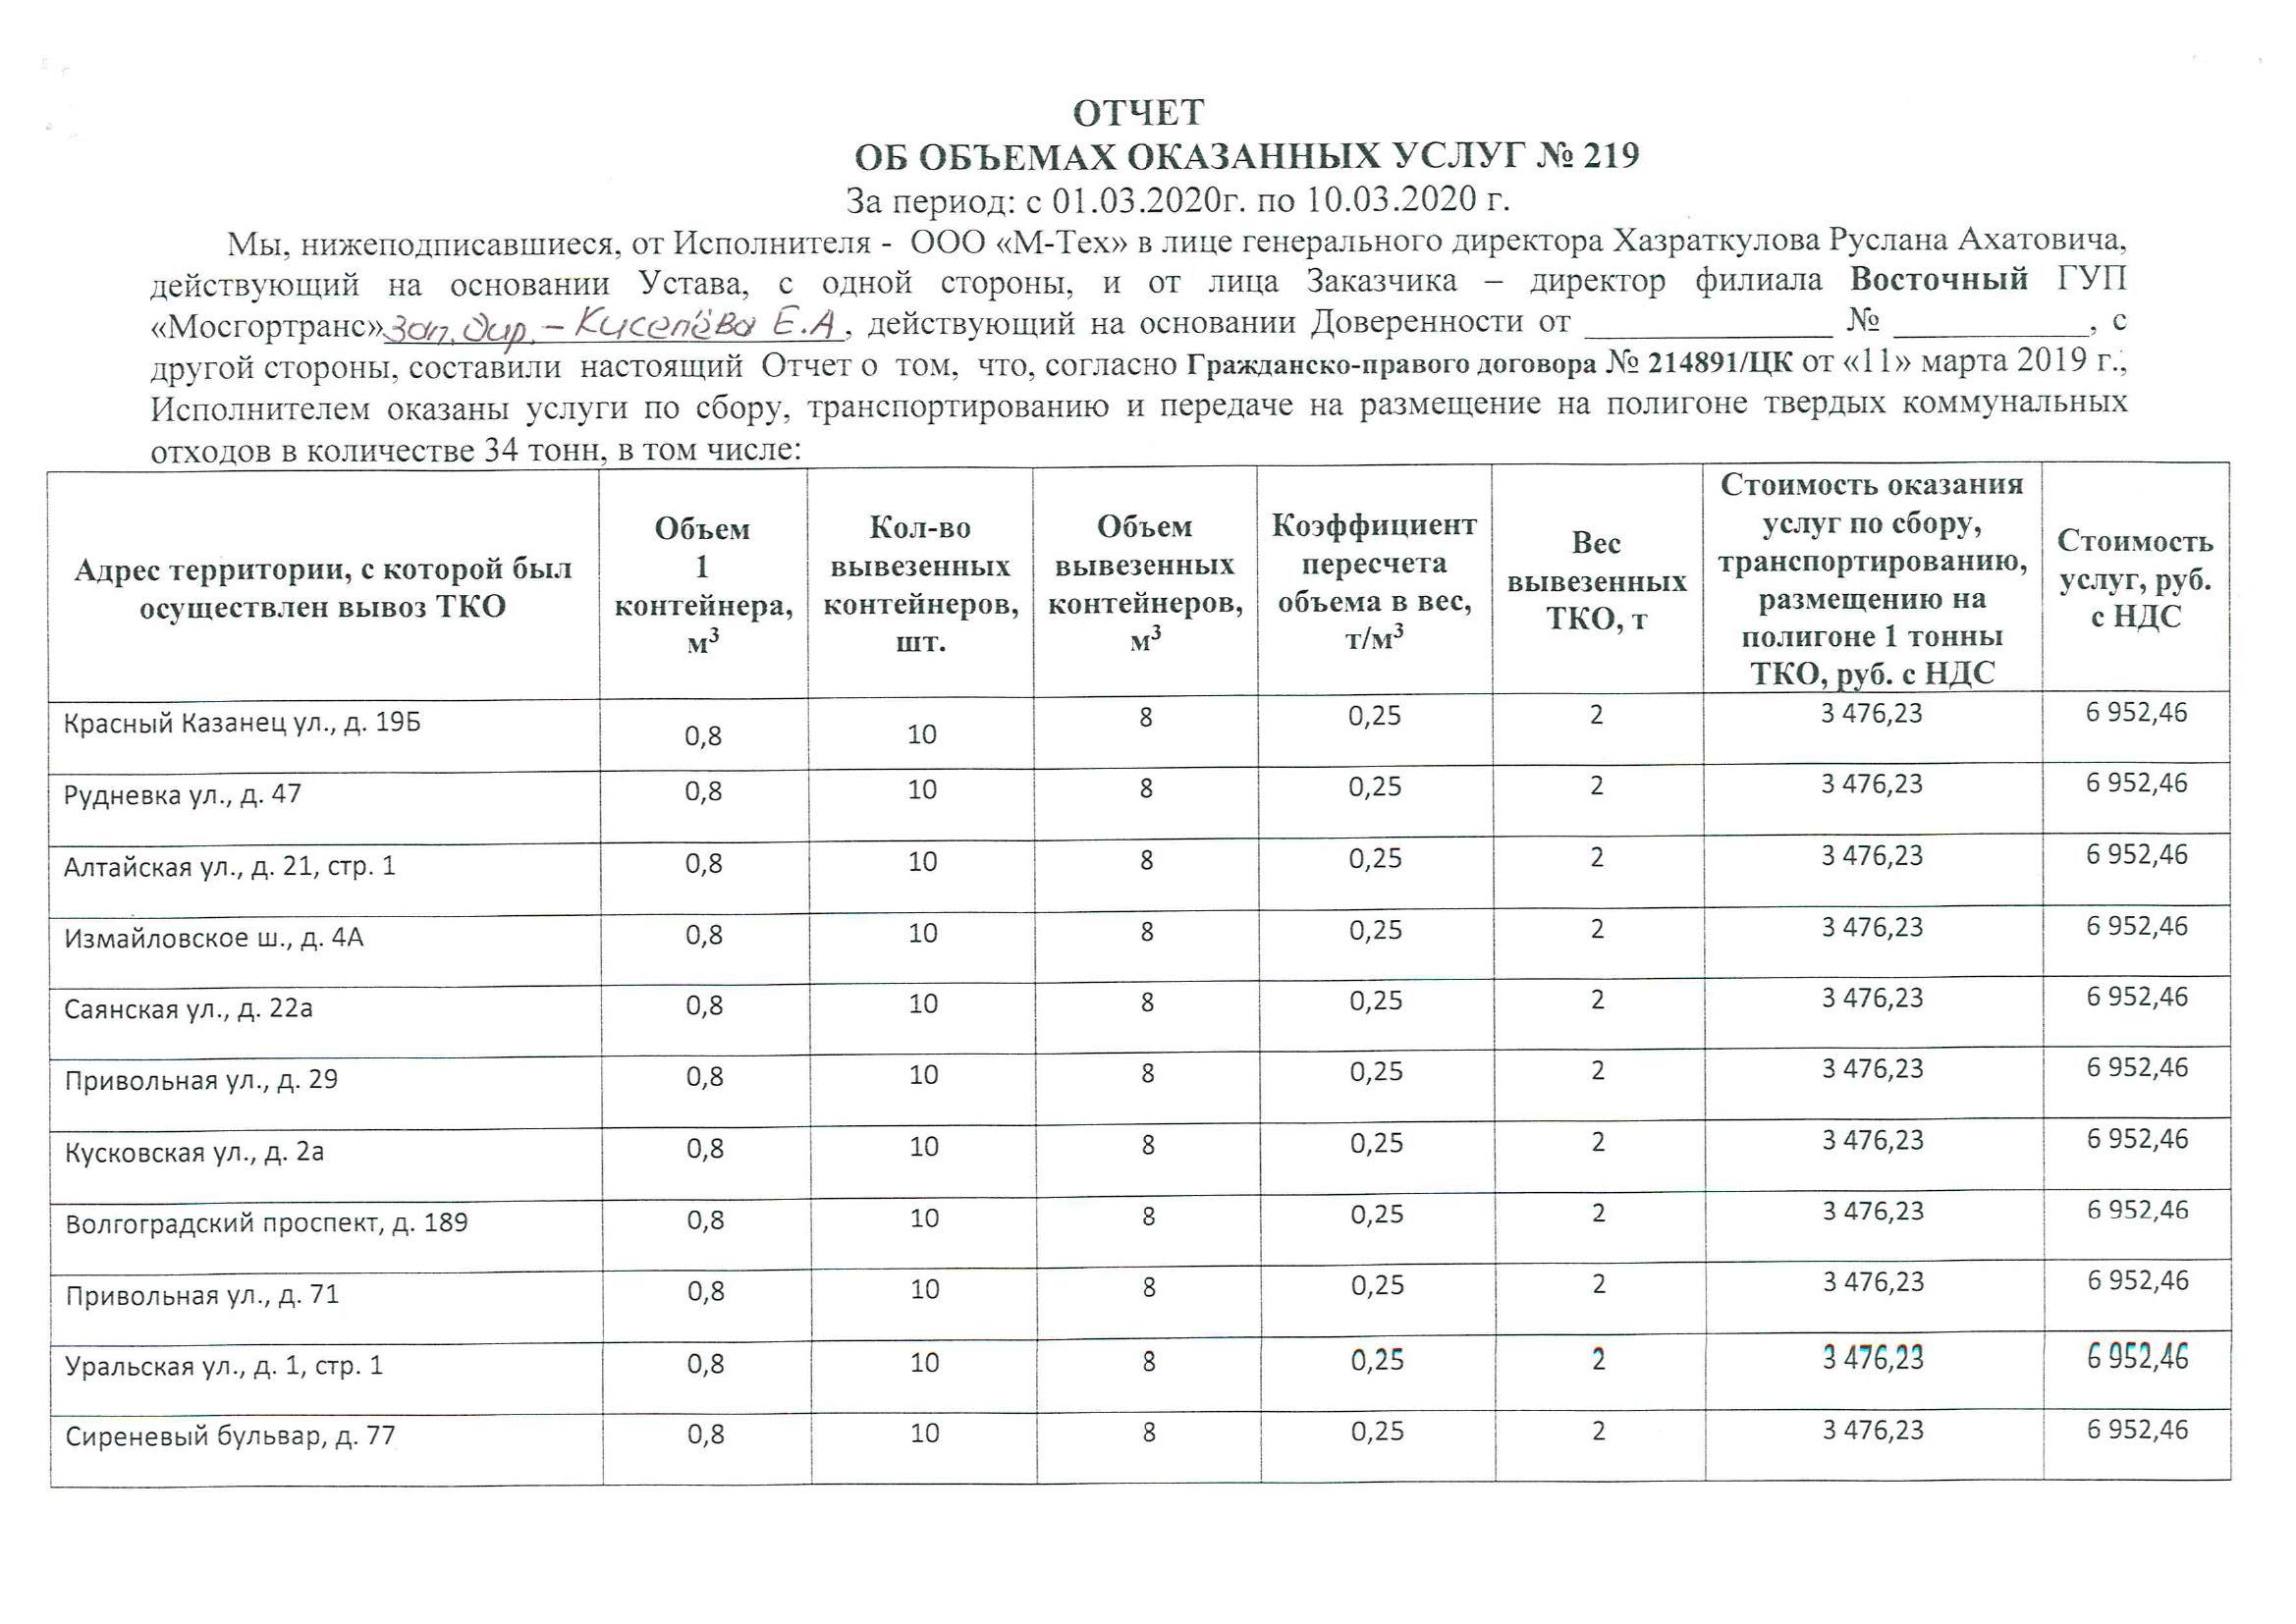 ОТЧЕТ
ОБ ОБЪЕМАХ ОКАЗАННЫХ УСЛУГ № 219
За период: с 01.03.2020г. по 10.03.2020 г.
Мы, нижеподписавшиеся, от Исполнителя - ООО «М-Тех» в лице генерального директора Хазраткулова Руслана Ахатовича,
действующий на основании Устава, с одной стороны, и от лица Заказчика – директор филиала Восточный ГУП
«Мосгортранс» Зам. дир. – Киселёва Е.А, действующий на основании Доверенности от ______________ № ___________, с
другой стороны, составили настоящий Отчет о том, что, согласно Гражданско-правого договора № 214891/ЦК от «11» марта 2019 г.,
Исполнителем оказаны услуги по сбору, транспортированию и передаче на размещение на полигоне твердых коммунальных
отходов в количестве 34 тонн, в том числе:
Адрес территории, с которой был осуществлен вывоз ТКО | Объем 1 контейнера, м³ | Кол-во вывезенных контейнеров, шт. | Объем вывезенных контейнеров, м³ | Коэффициент пересчета объема в вес, т/м³ | Вес вывезенных ТКО, т | Стоимость оказания услуг по сбору, транспортированию, размещению на полигоне 1 тонны ТКО, руб. с НДС | Стоимость услуг, руб. с НДС
Красный Казанец ул., д. 19Б | 0,8 | 10 | 8 | 0,25 | 2 | 3 476,23 | 6 952,46
Рудневка ул., д. 47 | 0,8 | 10 | 8 | 0,25 | 2 | 3 476,23 | 6 952,46
Алтайская ул., д. 21, стр. 1 | 0,8 | 10 | 8 | 0,25 | 2 | 3 476,23 | 6 952,46
Измайловское ш., д. 4А | 0,8 | 10 | 8 | 0,25 | 2 | 3 476,23 | 6 952,46
Саянская ул., д. 22а | 0,8 | 10 | 8 | 0,25 | 2 | 3 476,23 | 6 952,46
Привольная ул., д. 29 | 0,8 | 10 | 8 | 0,25 | 2 | 3 476,23 | 6 952,46
Кусковская ул., д. 2а | 0,8 | 10 | 8 | 0,25 | 2 | 3 476,23 | 6 952,46
Волгоградский проспект, д. 189 | 0,8 | 10 | 8 | 0,25 | 2 | 3 476,23 | 6 952,46
Привольная ул., д. 71 | 0,8 | 10 | 8 | 0,25 | 2 | 3 476,23 | 6 952,46
Уральская ул., д. 1, стр. 1 | 0,8 | 10 | 8 | 0,25 | 2 | 3 476,23 | 6 952,46
Сиреневый бульвар, д. 77 | 0,8 | 10 | 8 | 0,25 | 2 | 3 476,23 | 6 952,46